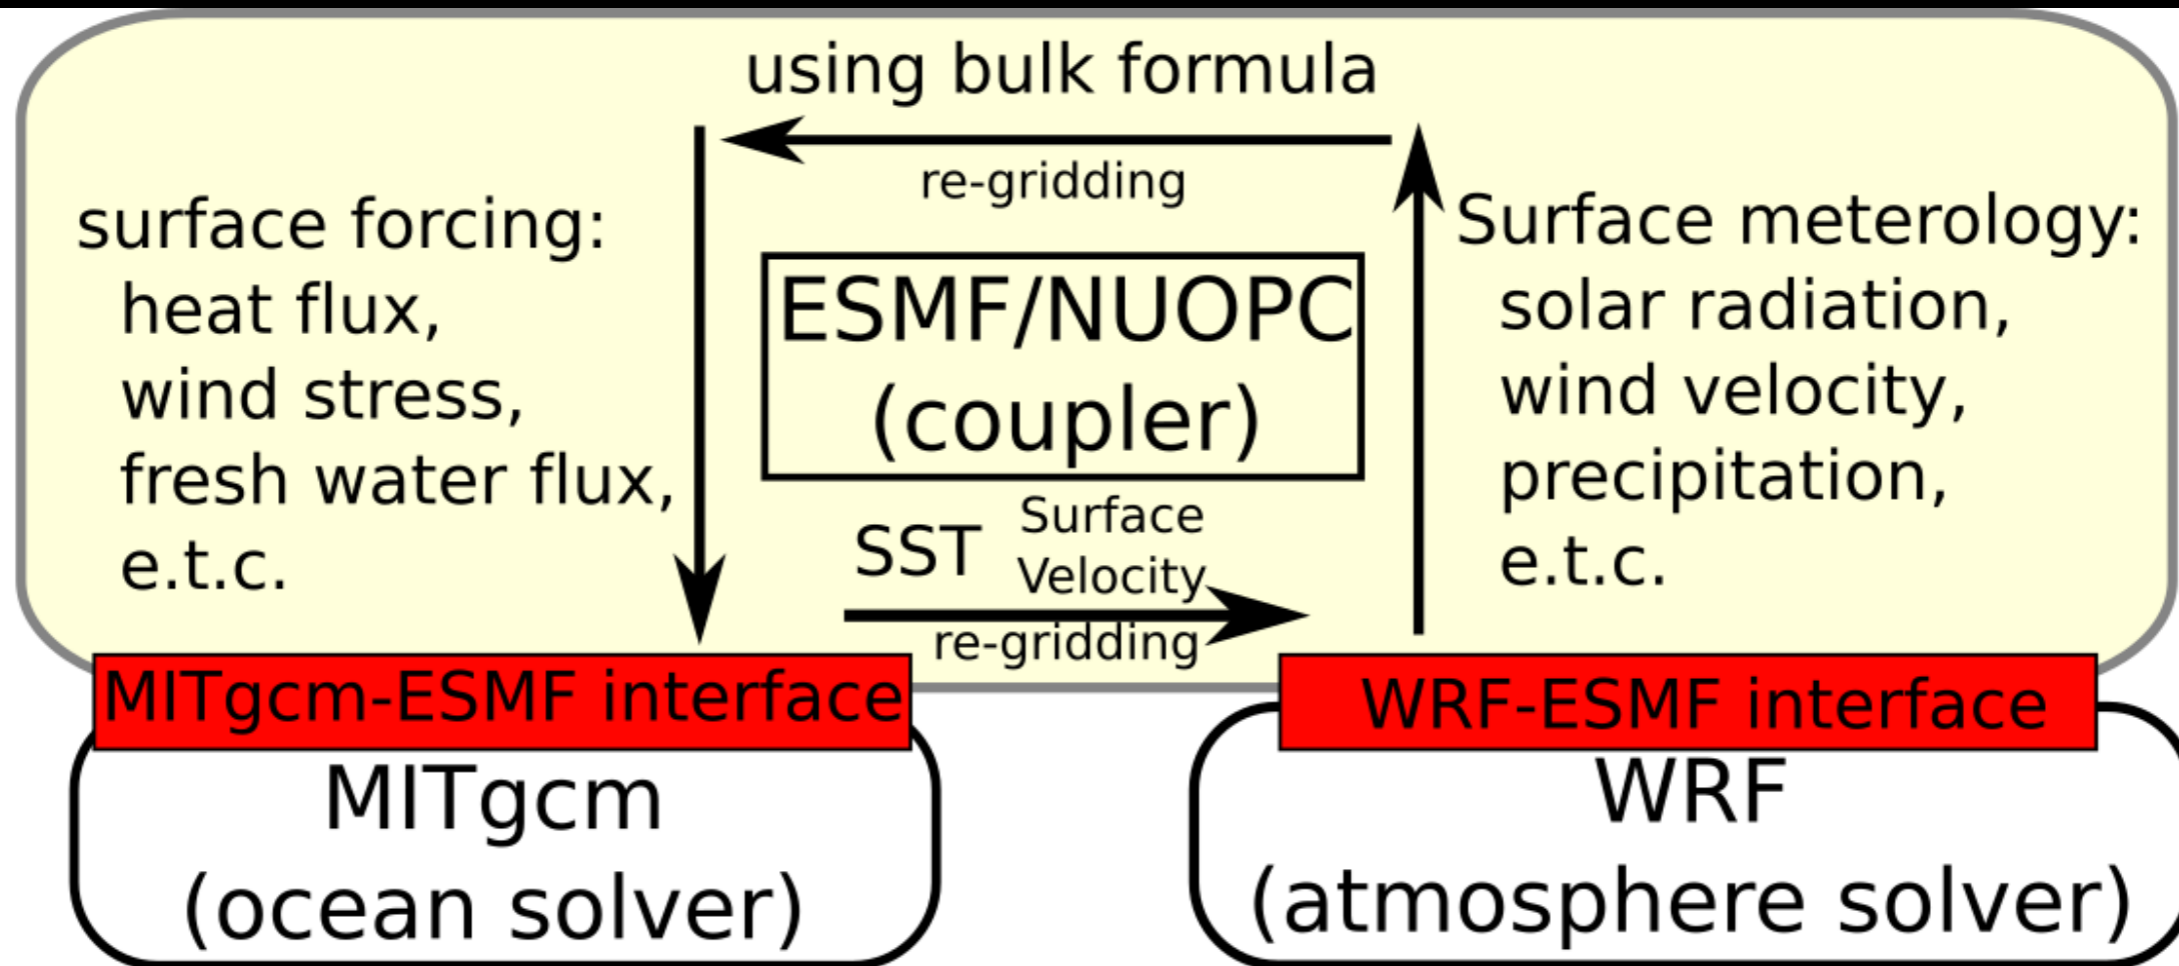 using bulk formula
re-gridding
surface forcing:
heat flux,
wind stress,
fresh water flux,
e.t.c.
ESMF/NUOPC
(coupler)
Surface meterology:
solar radiation,
wind velocity,
precipitation,
e.t.c.
SST
Surface
Velocity
re-gridding
MITgcm-ESMF interface
MITgcm
(ocean solver)
WRF-ESMF interface
WRF
(atmosphere solver)